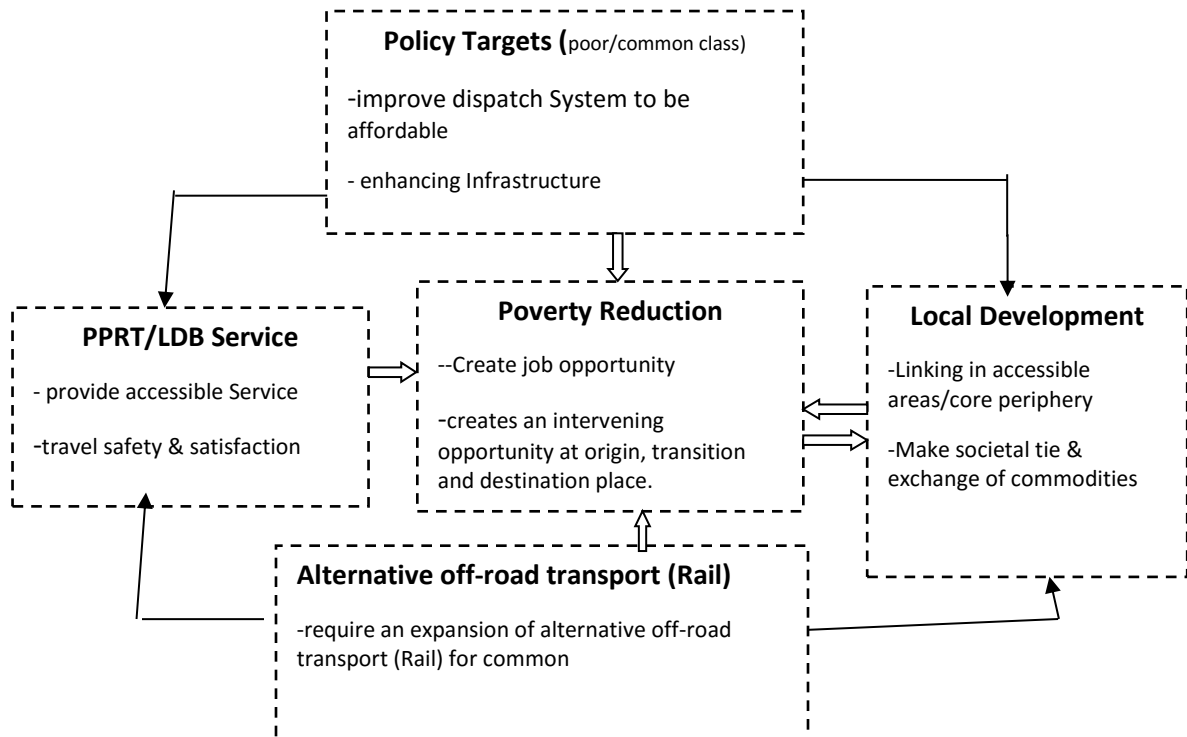 Policy Targets (poor/common class)
-improve dispatch System to be
affordable
- enhancing Infrastructure
PPRT/LDB Service
- provide accessible Service
-travel safety & satisfaction
Poverty Reduction
--Create job opportunity
-creates an intervening
opportunity at origin, transition
and destination place.
Local Development
-Linking in accessible
areas/core periphery
-Make societal tie &
exchange of commodities
Alternative off-road transport (Rail)
-require an expansion of alternative off-road
transport (Rail) for common